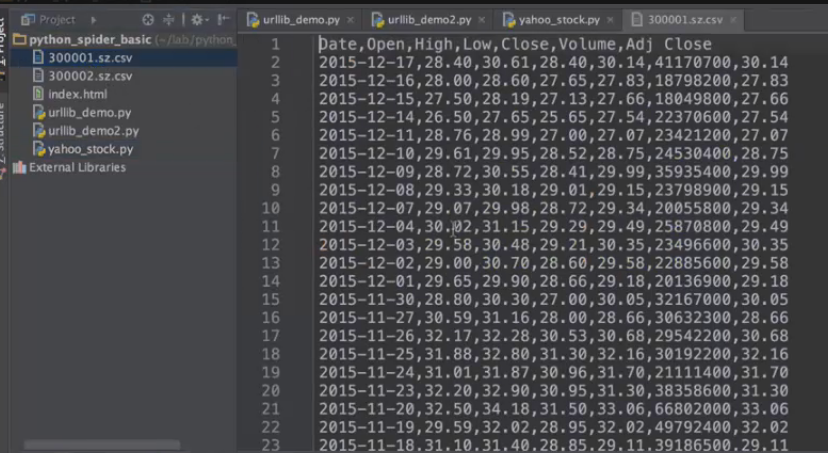 Project
urllib_demo.py
urllib_demo2.py
yahoo_stock.py
300001.sz.csv
1: Project
python_spider_basic (~/lab/python_
300001.sz.csv
300002.sz.csv
index.html
urllib_demo.py
urllib_demo2.py
yahoo_stock.py
External Libraries
1 Date,Open,High,Low,Close,Volume,Adj Close
2 2015-12-17,28.40,30.61,28.40,30.14,41170700,30.14
3 2015-12-16,28.00,28.60,27.65,27.83,18798200,27.83
4 2015-12-15,27.50,28.19,27.13,27.66,18049800,27.66
5 2015-12-14,26.50,27.65,25.65,27.54,22370600,27.54
6 2015-12-11,28.76,28.99,27.00,27.07,23421200,27.07
7 2015-12-10,29.61,29.95,28.52,28.75,24530400,28.75
8 2015-12-09,28.72,30.55,28.41,29.99,35935400,29.99
9 2015-12-08,29.33,30.18,29.01,29.15,23798900,29.15
10 2015-12-07,29.07,29.98,28.72,29.34,20055800,29.34
11 2015-12-04,30.02,31.15,29.29,29.49,25870800,29.49
12 2015-12-03,29.58,30.48,29.21,30.35,23496600,30.35
13 2015-12-02,29.00,30.70,28.60,29.58,22885600,29.58
14 2015-12-01,29.65,29.90,28.66,29.18,20136900,29.18
15 2015-11-30,28.80,30.30,27.00,30.05,32167000,30.05
16 2015-11-27,30.59,31.16,28.00,28.66,30632300,28.66
17 2015-11-26,32.17,32.28,30.53,30.68,29542200,30.68
18 2015-11-25,31.88,32.80,31.30,32.16,30192200,32.16
19 2015-11-24,31.01,31.87,30.96,31.70,21111400,31.70
20 2015-11-23,32.20,32.90,30.95,31.30,38358600,31.30
21 2015-11-20,32.50,34.18,31.50,33.06,66802000,33.06
22 2015-11-19,29.59,32.02,28.95,32.02,49792400,32.02
23 2015-11-18,31.10,31.40,28.85,29.11,39186500,29.11